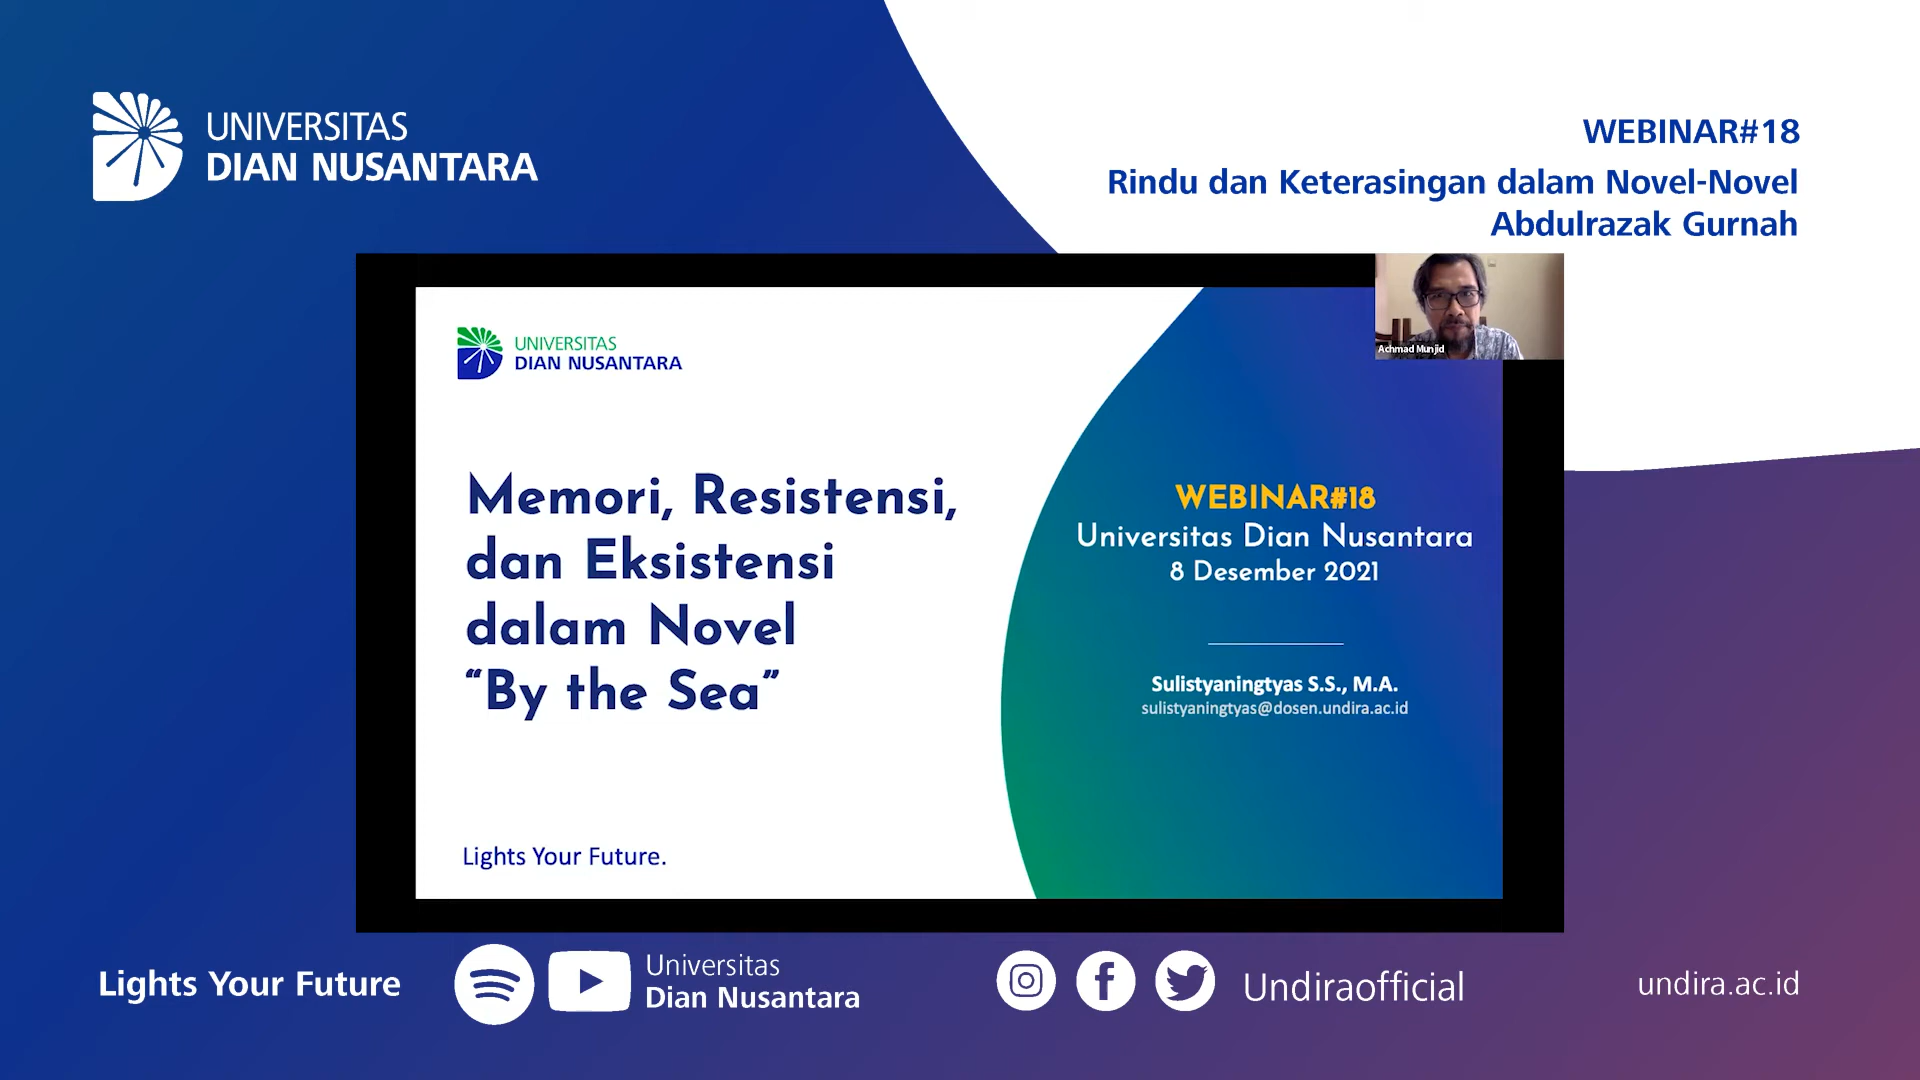 UNIVERSITAS
DIAN NUSANTARA
WEBINAR#18
Rindu dan Keterasingan dalam Novel-Novel
Abdulrazak Gurnah
Achmad Munjid
UNIVERSITAS
DIAN NUSANTARA
Memori, Resistensi,
dan Eksistensi
dalam Novel
“By the Sea”
Lights Your Future.
WEBINAR#18
Universitas Dian Nusantara
8 Desember 2021
Sulistyaningtyas S.S., M.A.
sulistyaningtyas@dosen.undira.ac.id
Lights Your Future
Universitas
Dian Nusantara
Undiraofficial
undira.ac.id